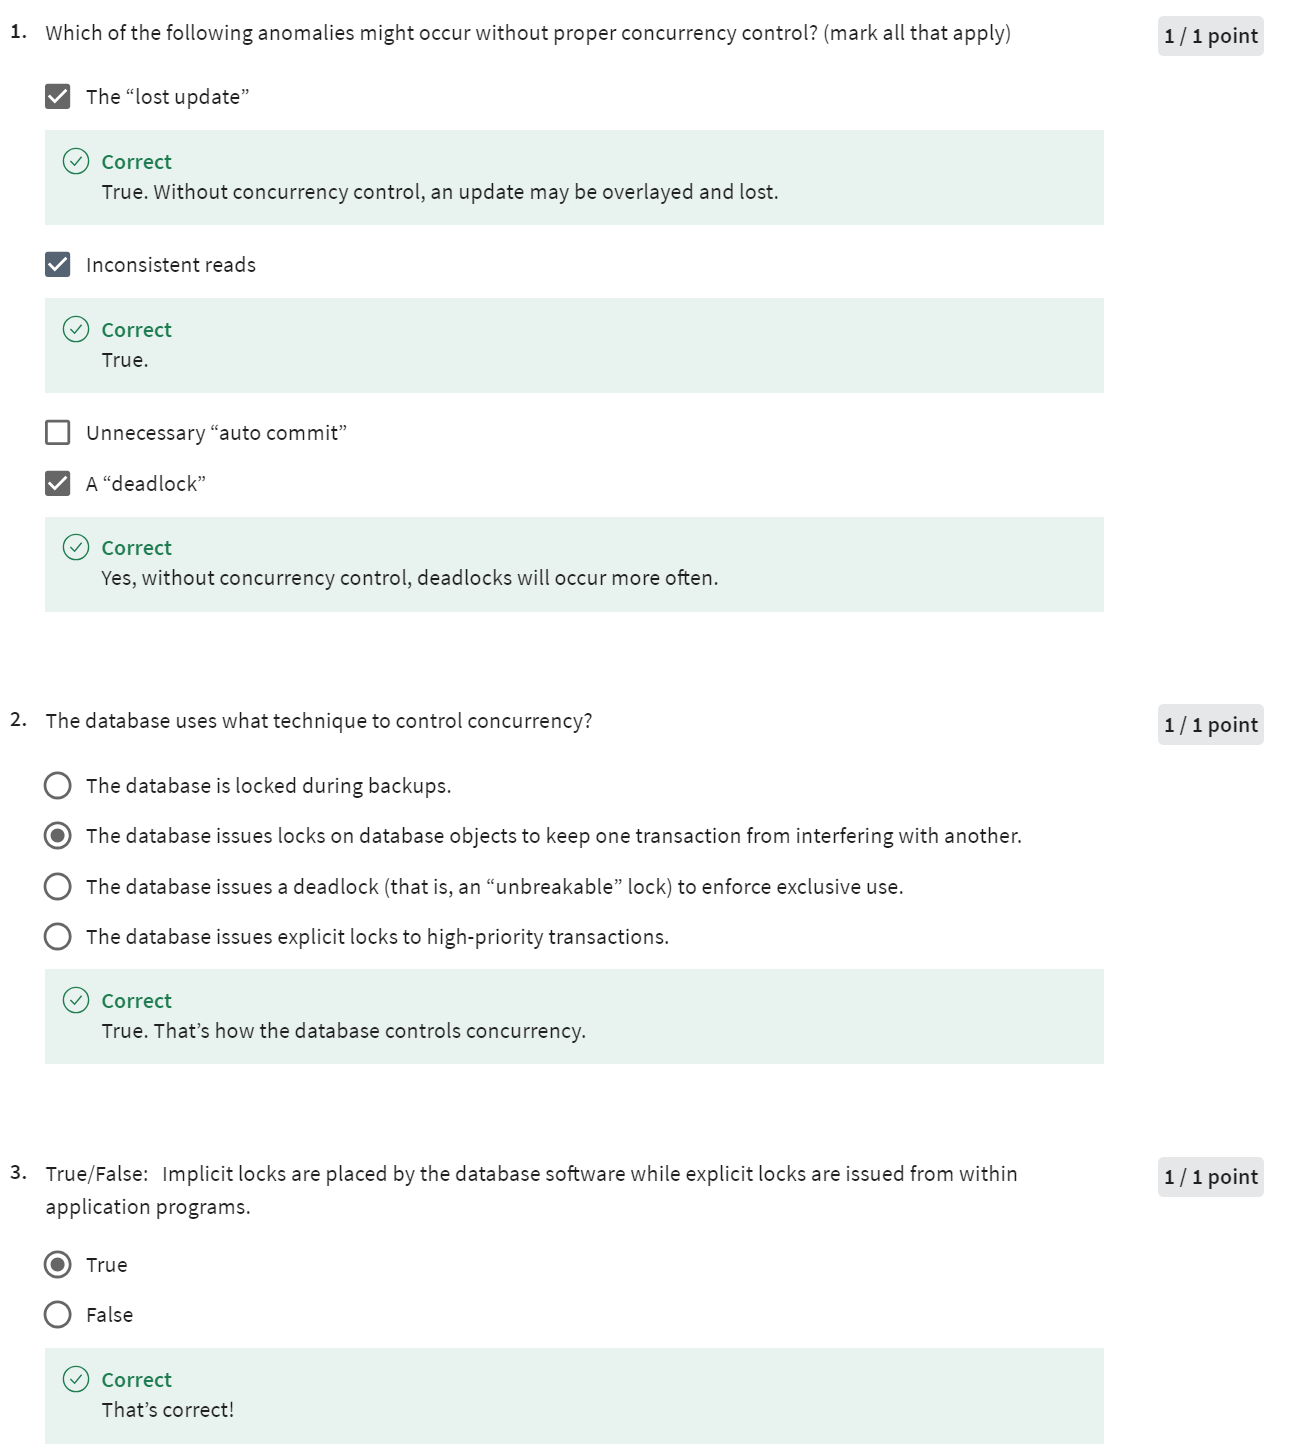 1. Which of the following anomalies might occur without proper concurrency control? (mark all that apply)
1 / 1 point
The “lost update”
Correct
True. Without concurrency control, an update may be overlayed and lost.
Inconsistent reads
Correct
True.
Unnecessary “auto commit”
A “deadlock”
Correct
Yes, without concurrency control, deadlocks will occur more often.
2. The database uses what technique to control concurrency?
1 / 1 point
The database is locked during backups.
The database issues locks on database objects to keep one transaction from interfering with another.
The database issues a deadlock (that is, an “unbreakable” lock) to enforce exclusive use.
The database issues explicit locks to high-priority transactions.
Correct
True. That’s how the database controls concurrency.
3. True/False: Implicit locks are placed by the database software while explicit locks are issued from within
application programs.
1 / 1 point
True
False
Correct
That’s correct!